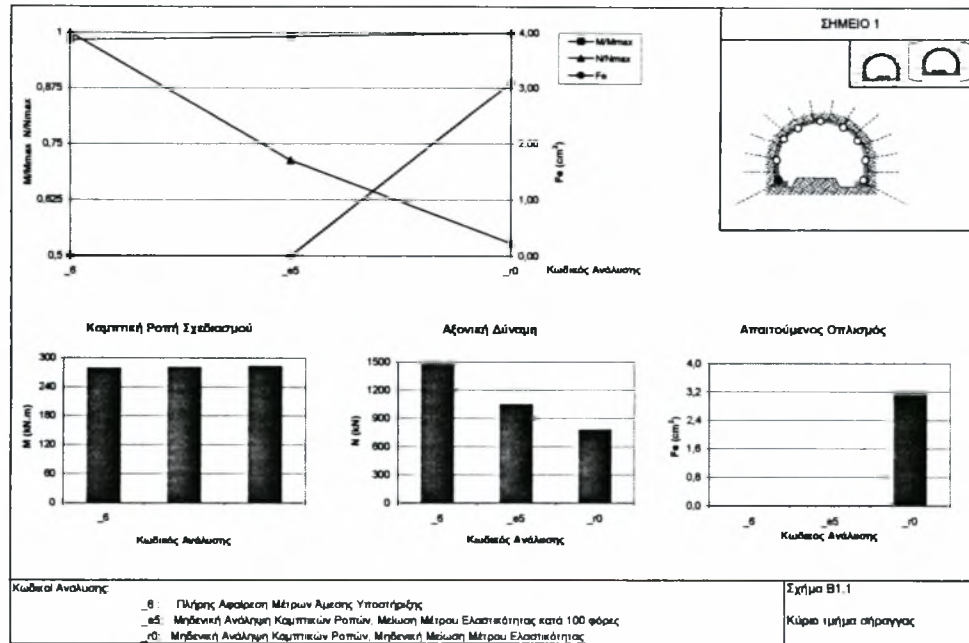 ΣΗΜΕΙΟ 1
1
0,875
0,75
0,625
0,5
M/Mmax N/Nmax
4,00
3,00
2,00
1,00
0,00
Fe (cm²)
M/Mmax
N/Nmax
Fe
_6
_e5
_r0
Κωδικός Ανάλυσης
Καμπτική Ροπή Σχεδιασμού
300
240
180
120
60
0
M (kN.m)
_6
Κωδικός Ανάλυσης
Αξονική Δύναμη
1500
1200
900
600
300
0
N (kN)
_6
_e5
_r0
Κωδικός Ανάλυσης
Απαιτούμενος Οπλισμός
4,0
3,2
2,4
1,6
0,8
0,0
Fe (cm²)
_6
_e5
_r0
Κωδικός Ανάλυσης
Κωδικοί Ανάλυσης:
_6: Πλήρης Αφαίρεση Μέτρων Άμεσης Υποστήριξης
_e5: Μηδενική Ανάληψη Καμπτικών Ροπών, Μείωση Μέτρου Ελαστικότητας κατά 100 φόρες
_r0: Μηδενική Ανάληψη Καμπτικών Ροπών, Μηδενική Μείωση Μέτρου Ελαστικότητας
Σχήμα Β1.1
Κύριο τμήμα σήραγγας